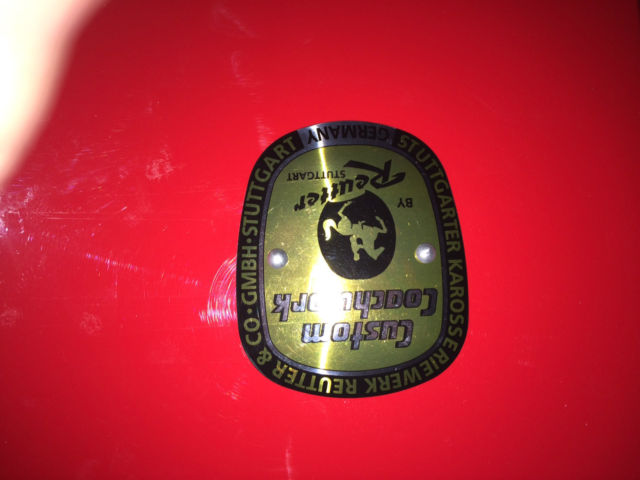 Custom
Coachwork
BY
Reutter
STUTTGART
STUTTGARTER KAROSSERIEWERK REUTTER & CO · GMBH · STUTTGART
GERMANY